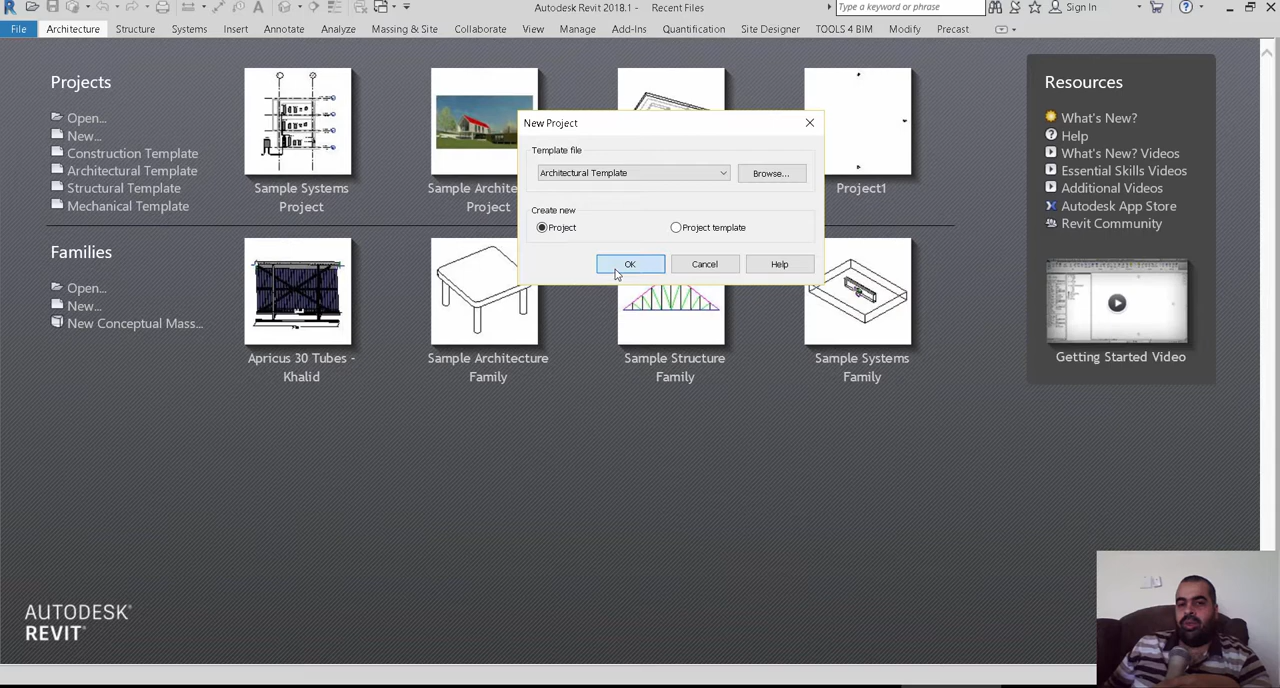 Autodesk Revit 2018.1 - Recent Files
Type a keyword or phrase
Sign In
File Architecture Structure Systems Insert Annotate Analyze Massing & Site Collaborate View Manage Add-Ins Quantification Site Designer TOOLS 4 BIM Modify Precast
Projects
Open...
New...
Construction Template
Architectural Template
Structural Template
Mechanical Template
Sample Systems
Project
Sample Archite
Project
Project1
New Project
Template file
Architectural Template
Browse...
Create new
Project
Project template
OK
Cancel
Help
Families
Open...
New...
New Conceptual Mass...
Apricus 30 Tubes -
Khalid
Sample Architecture
Family
Sample Structure
Family
Sample Systems
Family
Resources
What's New?
Help
What's New? Videos
Essential Skills Videos
Additional Videos
Autodesk App Store
Revit Community
Getting Started Video
AUTODESK®
REVIT®